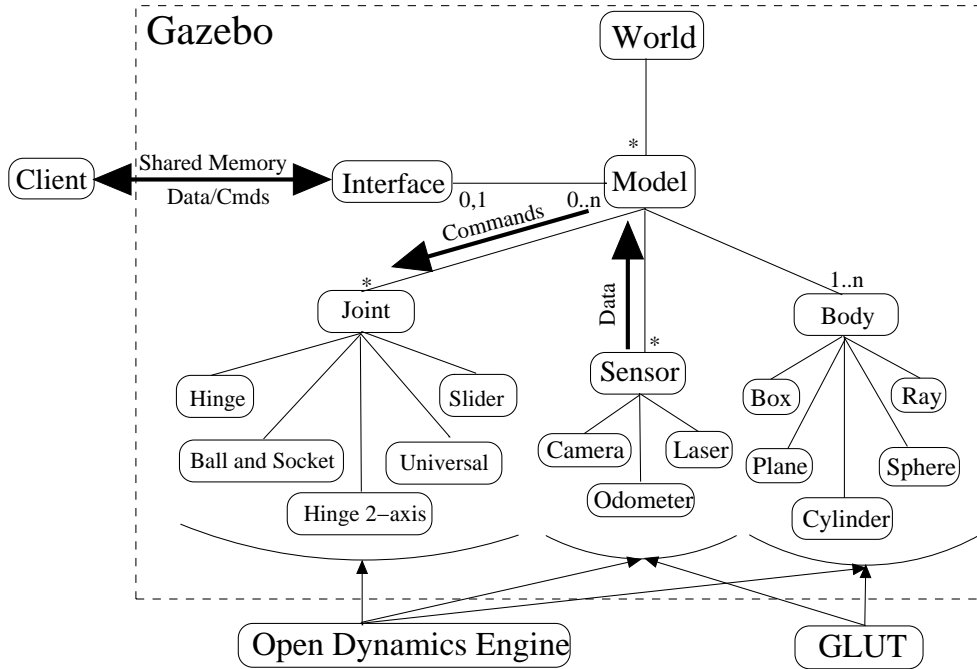 Gazebo
World
*
Shared Memory
Client
Interface
Model
Data/Cmds
0,1
0..n
Commands
*
Data
1..n
Joint
Body
*
Sensor
Hinge
Slider
Box
Ray
Ball and Socket
Universal
Camera
Laser
Plane
Sphere
Hinge 2−axis
Odometer
Cylinder
Open Dynamics Engine
GLUT